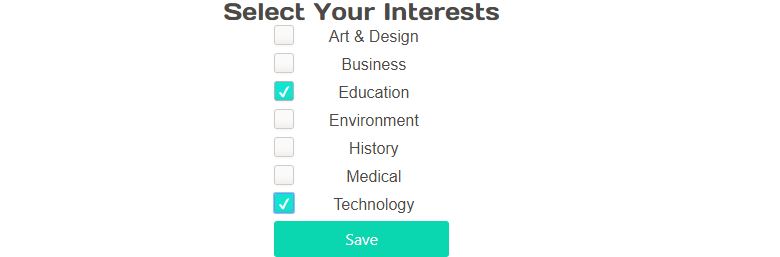 Select Your Interests
Art & Design
Business
Education
Environment
History
Medical
Technology
Save